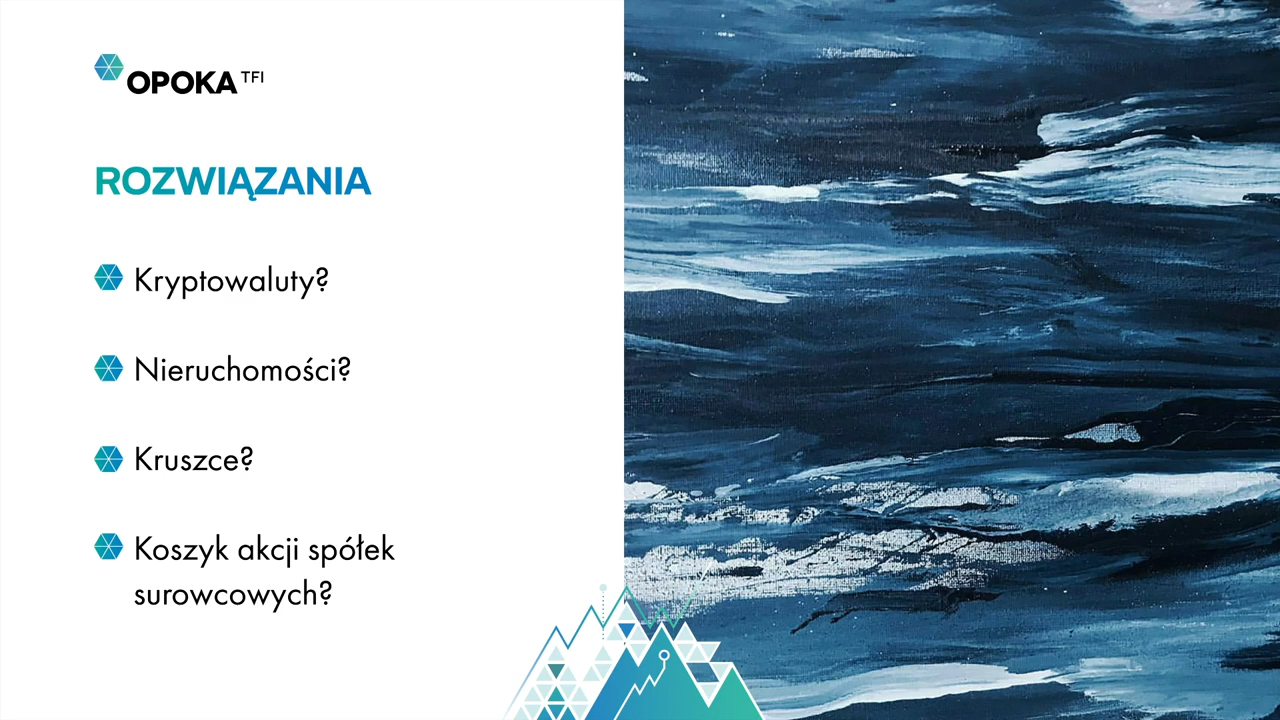 OPOKA TFI
ROZWIĄZANIA
Kryptowaluty?
Nieruchomości?
Kruszce?
Koszyk akcji spółek
surowcowych?